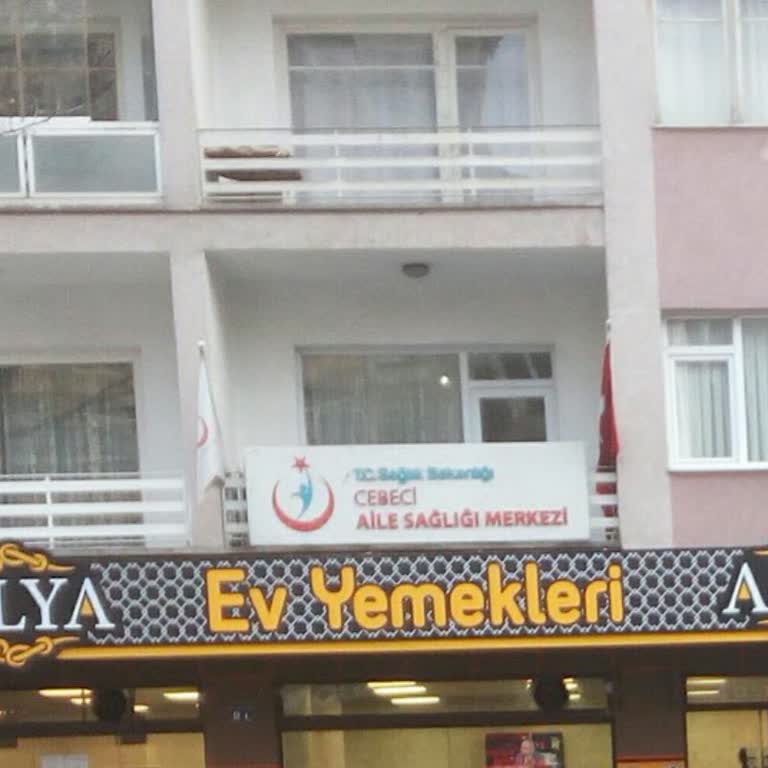 T.C. Sağlık Bakanlığı
CEBECİ
AİLE SAĞLIĞI MERKEZİ
LYA Ev Yemekleri A